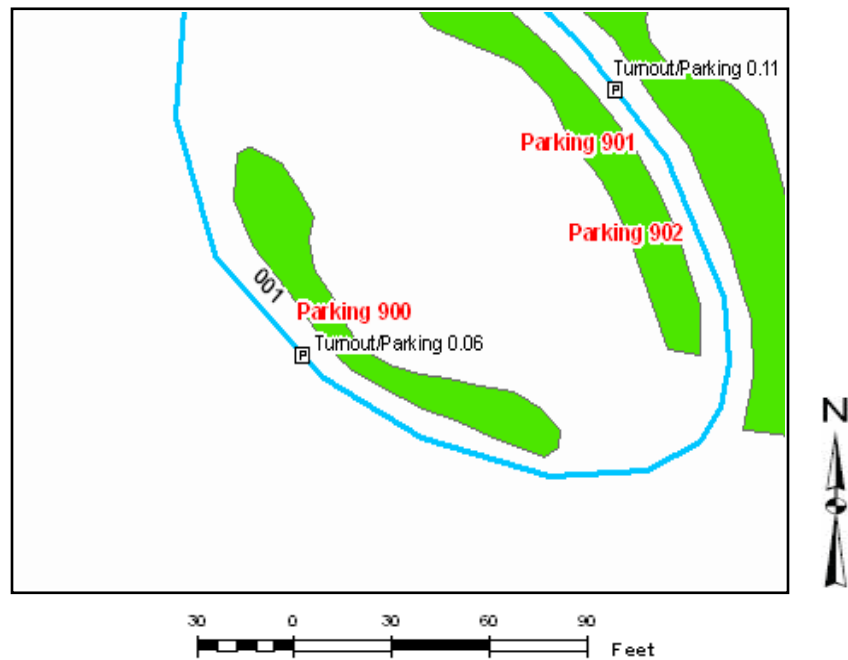 Turnout/Parking 0.11
P
Parking 901
Parking 902
001
Parking 900
Turnout/Parking 0.06
P
N
30 0 30 60 90
Feet